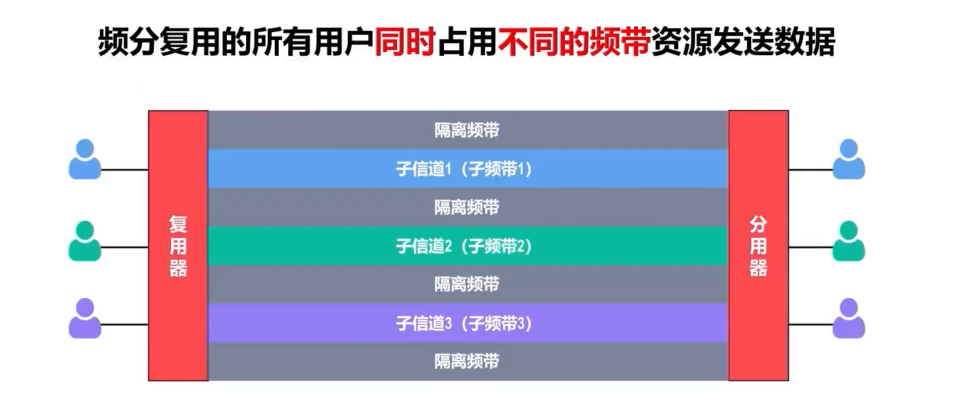 频分复用的所有用户同时占用不同的频带资源发送数据
隔离频带
子信道1（子频带1）
隔离频带
复用器
子信道2（子频带2）
分用器
隔离频带
子信道3（子频带3）
隔离频带